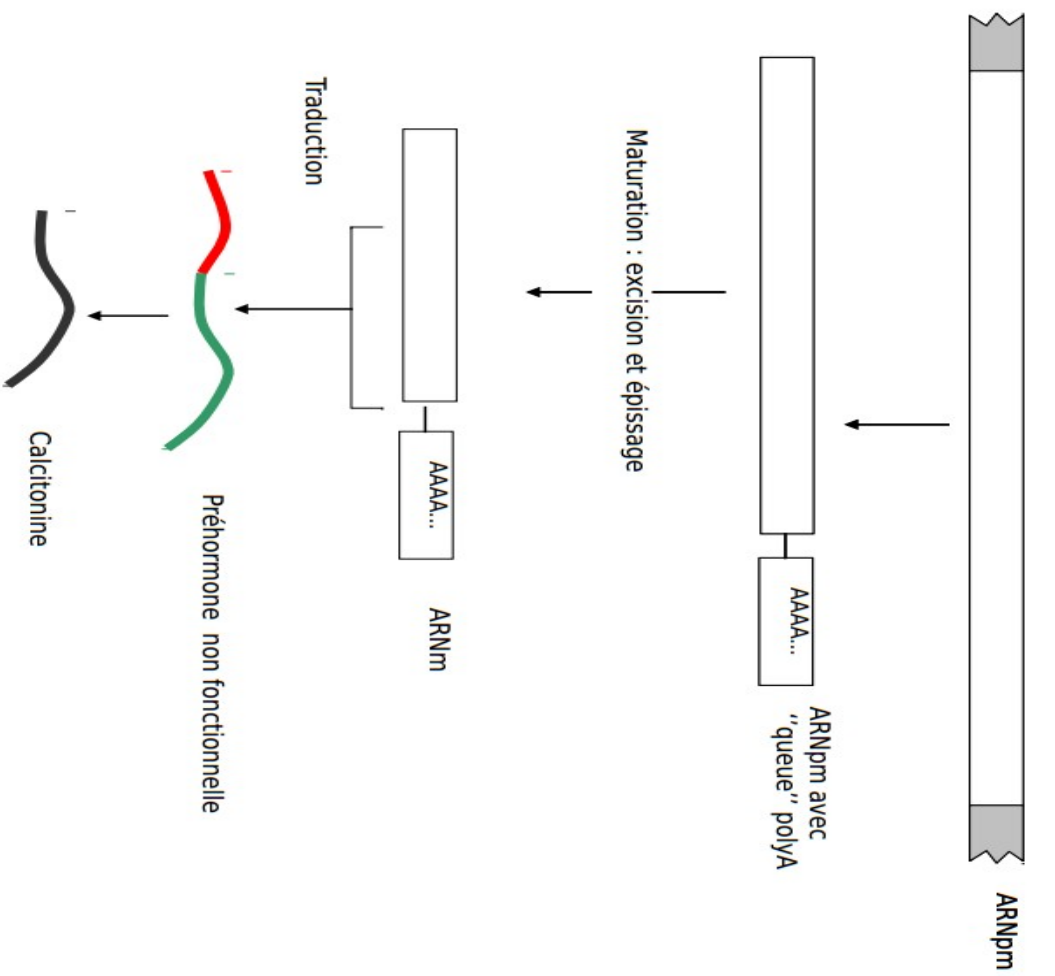 ARNpm
AAAA...
ARNpm avec
‘‘queue’’ polyA
Maturation : excision et épissage
AAAA...
ARNm
Traduction
Préhormone non fonctionnelle
Calcitonine